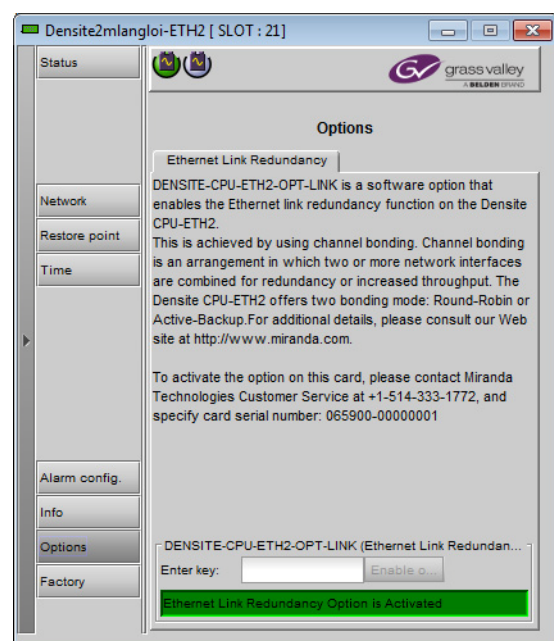 Densite2mlangloi-ETH2 [ SLOT : 21]
Status
grass valley
A BELDEN BRAND
Options
Ethernet Link Redundancy
DENSITE-CPU-ETH2-OPT-LINK is a software option that
enables the Ethernet link redundancy function on the Densite
CPU-ETH2.
This is achieved by using channel bonding. Channel bonding
is an arrangement in which two or more network interfaces
are combined for redundancy or increased throughput. The
Densite CPU-ETH2 offers two bonding mode: Round-Robin or
Active-Backup.For additional details, please consult our Web
site at http://www.miranda.com.
To activate the option on this card, please contact Miranda
Technologies Customer Service at +1-514-333-1772, and
specify card serial number: 065900-00000001
Network
Restore point
Time
Alarm config.
Info
Options
Factory
DENSITE-CPU-ETH2-OPT-LINK (Ethernet Link Redundan...
Enter key:
Enable o...
Ethernet Link Redundancy Option is Activated